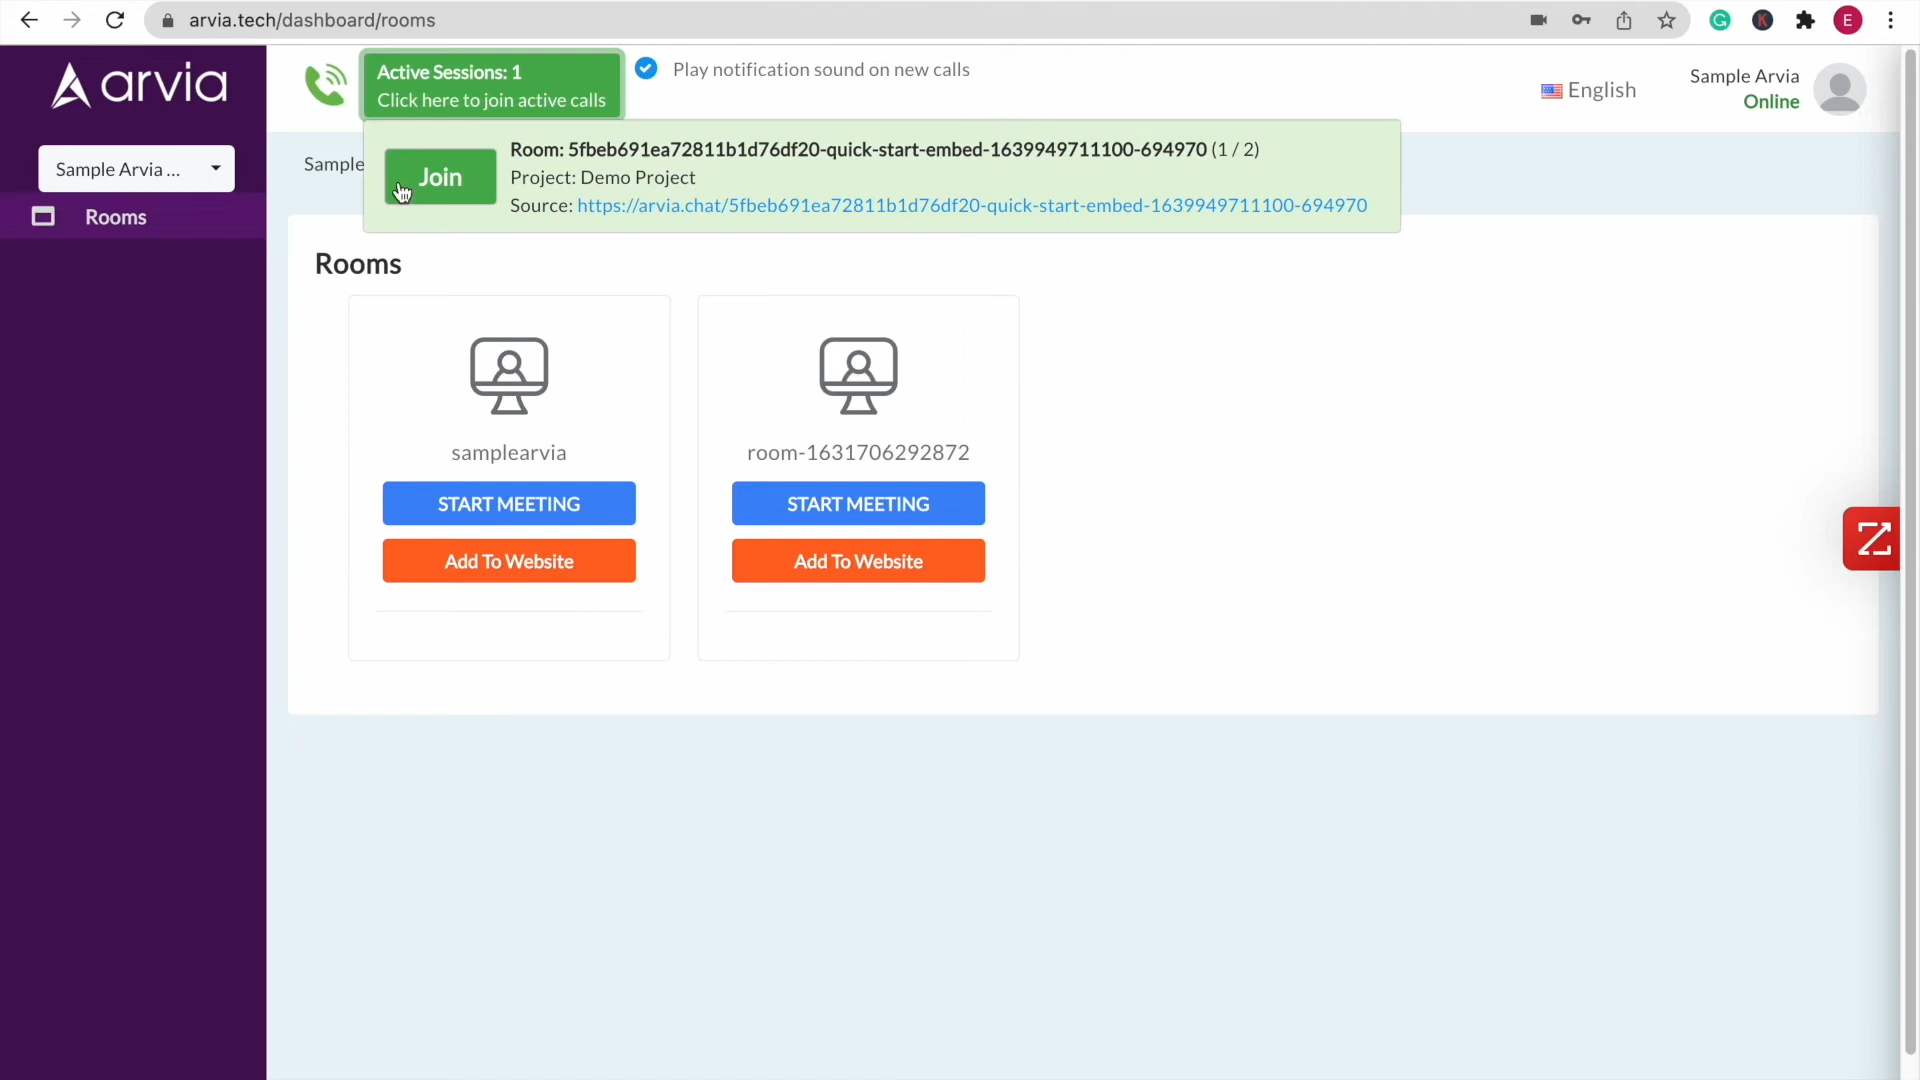 arvia.tech/dashboard/rooms
G
K
E
arvia
Active Sessions: 1
Click here to join active calls
Play notification sound on new calls
English
Sample Arvia
Online
Sample Arvia ...
Rooms
Sample
Join
Room: 5fbeb691ea72811b1d76df20-quick-start-embed-1639949711100-694970 (1 / 2)
Project: Demo Project
Source: https://arvia.chat/5fbeb691ea72811b1d76df20-quick-start-embed-1639949711100-694970
Rooms
samplearvia
room-1631706292872
START MEETING
START MEETING
Add To Website
Add To Website